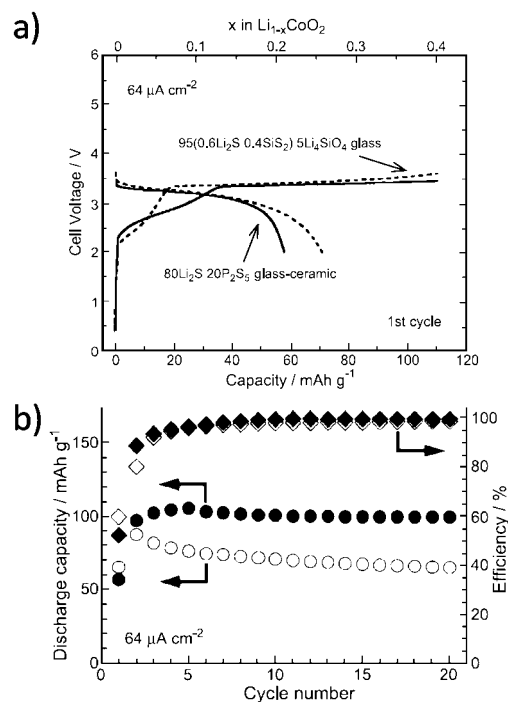 a)
x in Li₁₋ₓCoO₂
0 0.1 0.2 0.3 0.4
6
5
4
3
2
1
0
Cell Voltage / V
64 μA cm⁻²
95(0.6Li₂S 0.4SiS₂) 5Li₄SiO₄ glass
80Li₂S 20P₂S₅ glass-ceramic
1st cycle
0 20 40 60 80 100 120
Capacity / mAh g⁻¹
b)
Discharge capacity / mAh g⁻¹
150
100
50
0
100
80
60
40
20
0
Efficiency / %
64 μA cm⁻²
0 5 10 15 20
Cycle number